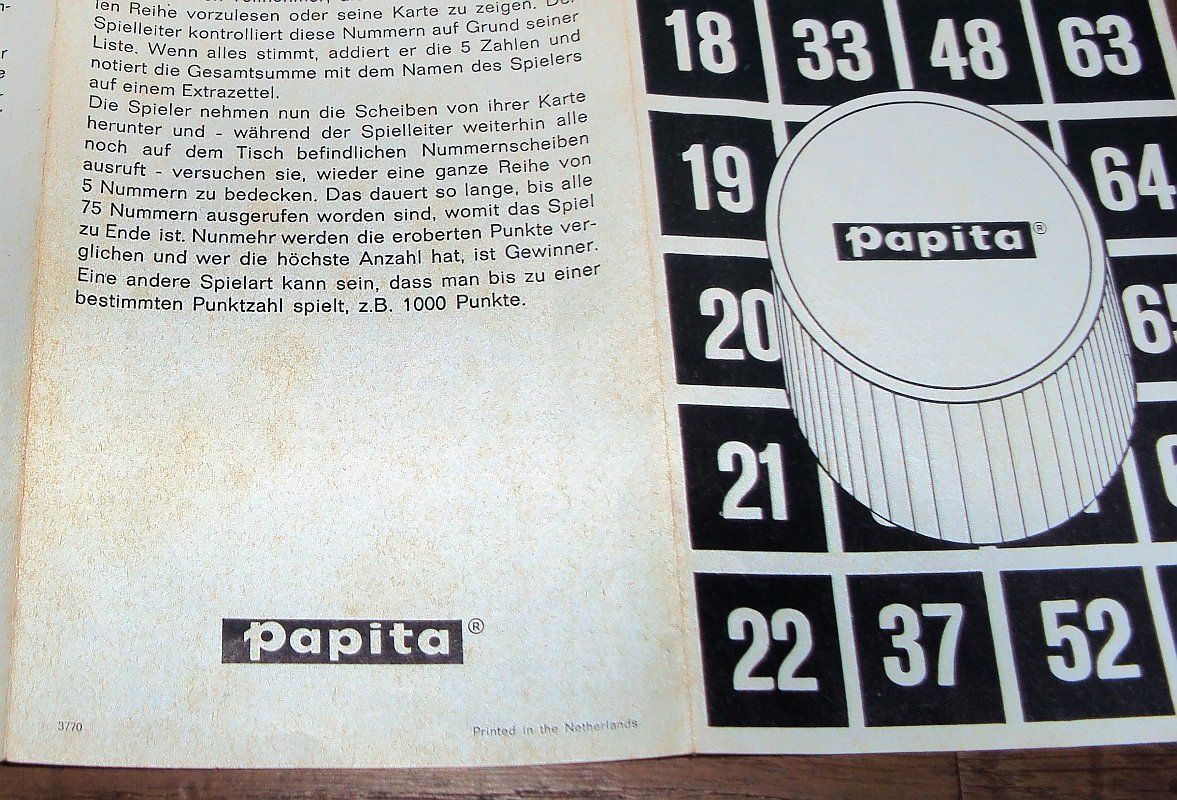 len Reihe vorzulesen oder seine Karte zu zeigen. Der
Spielleiter kontrolliert diese Nummern auf Grund seiner
Liste. Wenn alles stimmt, addiert er die 5 Zahlen und
notiert die Gesamtsumme mit dem Namen des Spielers
auf einem Extrazettel.
Die Spieler nehmen nun die Scheiben von ihrer Karte
herunter und - während der Spielleiter weiterhin alle
noch auf dem Tisch befindlichen Nummernscheiben
ausruft - versuchen sie, wieder eine ganze Reihe von
5 Nummern zu bedecken. Das dauert so lange, bis alle
75 Nummern ausgerufen worden sind, womit das Spiel
zu Ende ist. Nunmehr werden die eroberten Punkte ver-
glichen und wer die höchste Anzahl hat, ist Gewinner.
Eine andere Spielart kann sein, dass man bis zu einer
bestimmten Punktzahl spielt, z.B. 1000 Punkte.
papita®
3770
Printed in the Netherlands
18 33 48 63
19 64
papita®
20 65
21
22 37 52